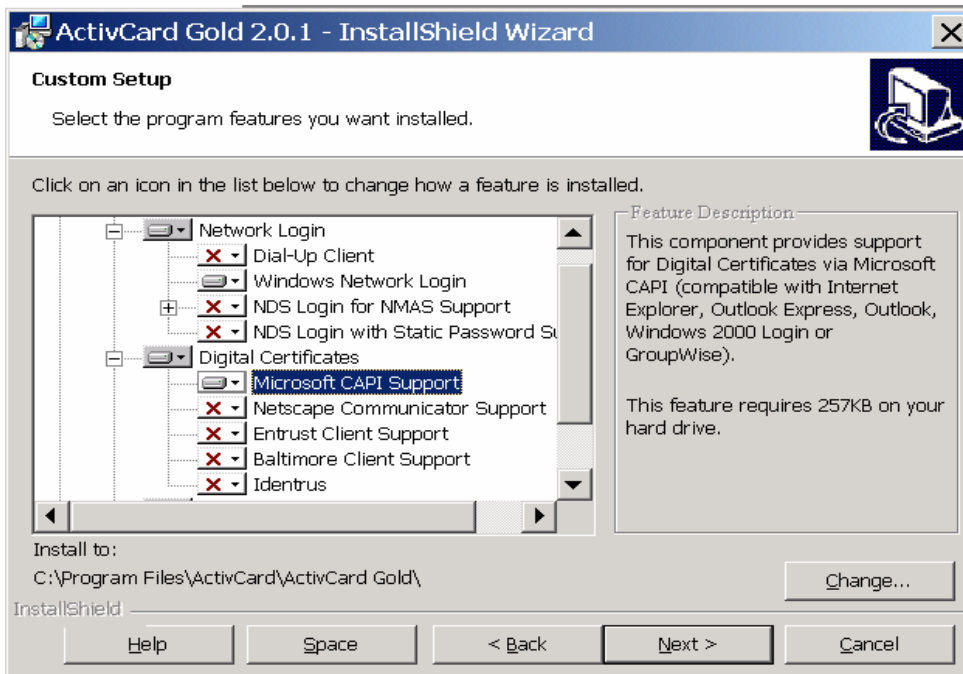 ActivCard Gold 2.0.1 - InstallShield Wizard
Custom Setup
Select the program features you want installed.
Click on an icon in the list below to change how a feature is installed.
Network Login
Dial-Up Client
Windows Network Login
NDS Login for NMAS Support
NDS Login with Static Password Su
Digital Certificates
Microsoft CAPI Support
Netscape Communicator Support
Entrust Client Support
Baltimore Client Support
Identrus
Feature Description
This component provides support
for Digital Certificates via Microsoft
CAPI (compatible with Internet
Explorer, Outlook Express, Outlook,
Windows 2000 Login or
GroupWise).
This feature requires 257KB on your
hard drive.
Install to:
C:\Program Files\ActivCard\ActivCard Gold\
Change...
InstallShield
Help
Space
< Back
Next >
Cancel